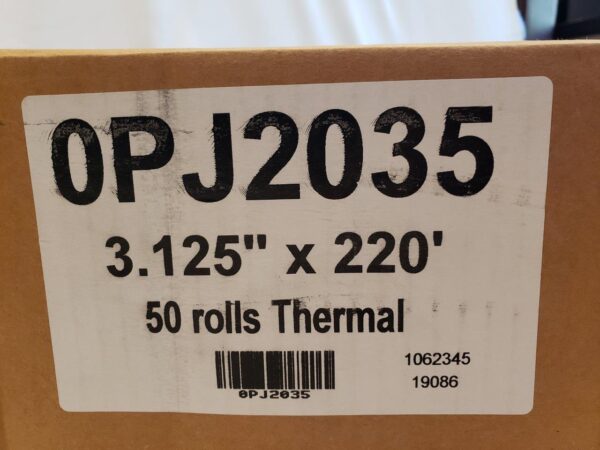 0PJ2035
3.125" x 220'
50 rolls Thermal
0PJ2035
1062345
19086